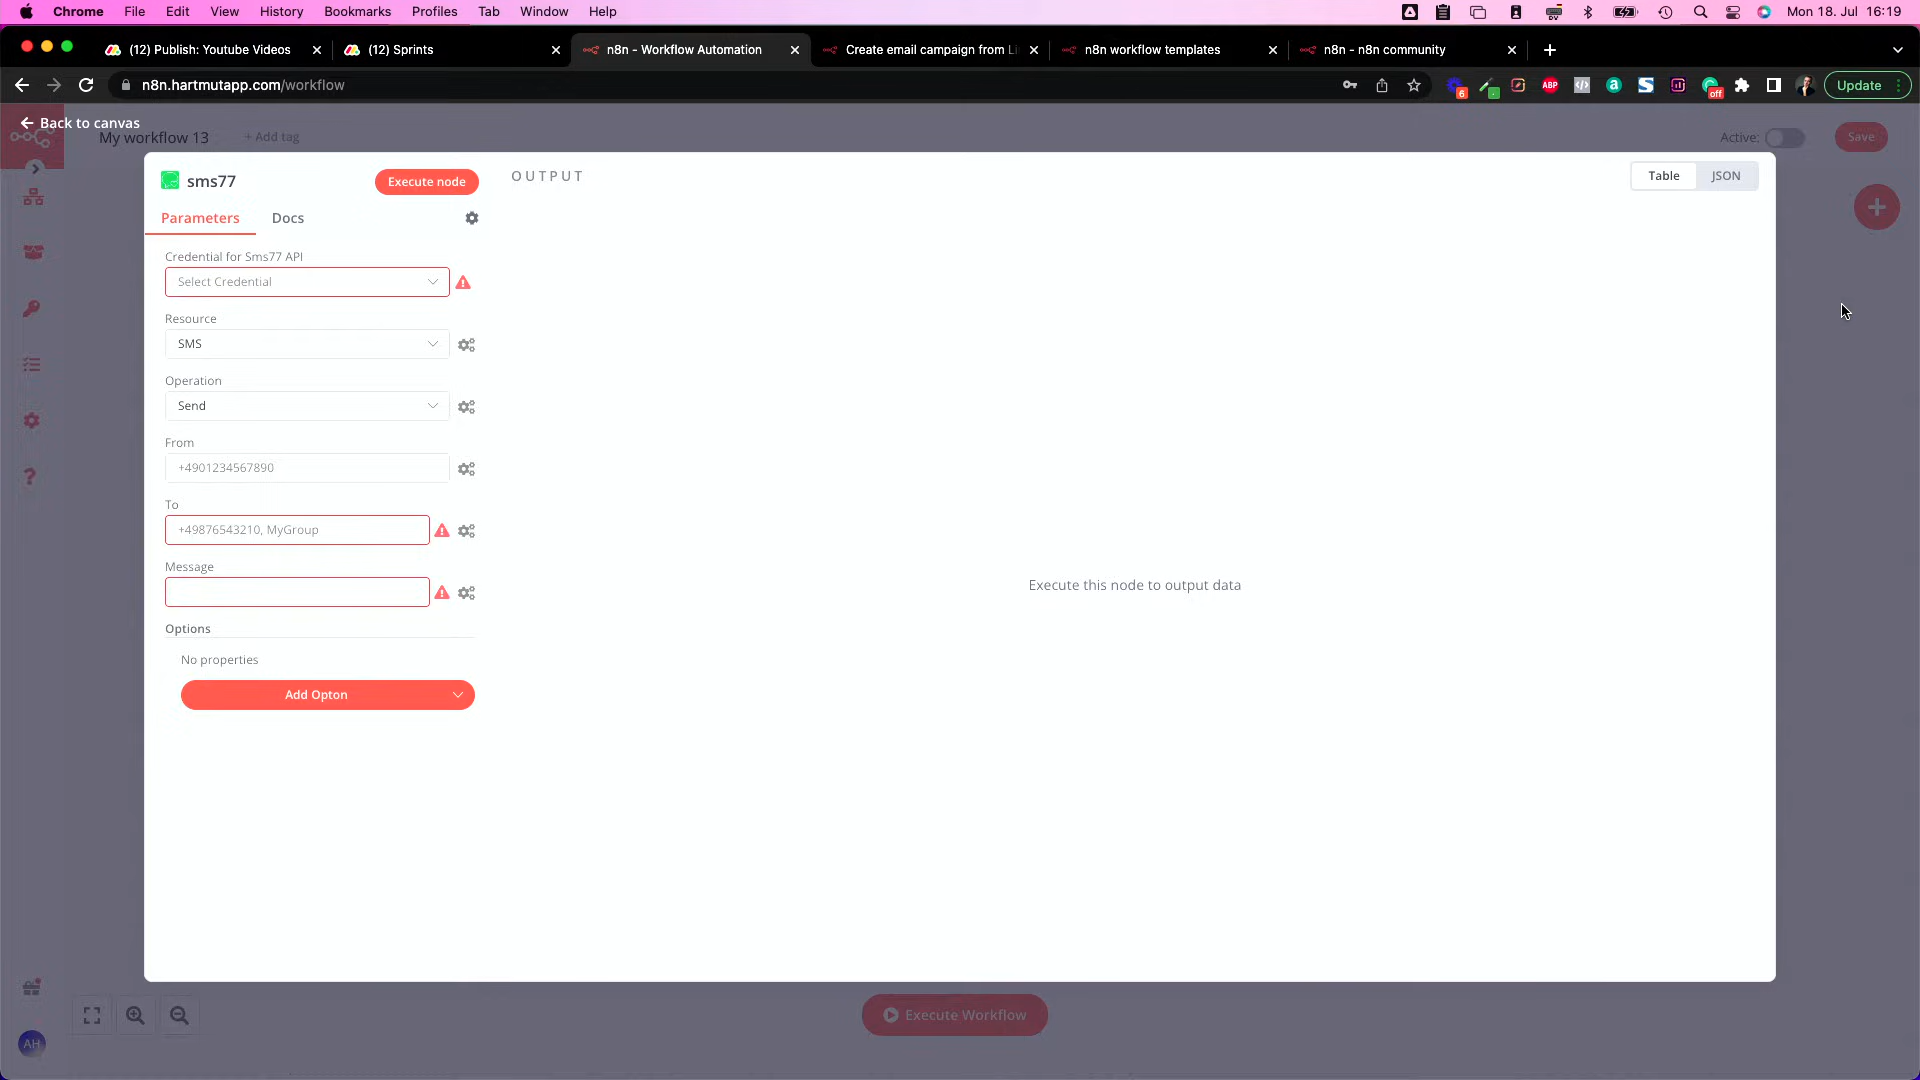 Chrome File Edit View History Bookmarks Profiles Tab Window Help
DV
Mon 18. Jul 16:19
(12) Publish: Youtube Videos
(12) Sprints
n8n - Workflow Automation
Create email campaign from Li
n8n workflow templates
n8n - n8n community
n8n.hartmutapp.com/workflow
6
ABP
a
S
off
Update
Back to canvas
My workflow 13
+ Add tag
Active:
Save
sms77
Execute node
OUTPUT
Table
JSON
Parameters
Docs
Credential for Sms77 API
Select Credential
Resource
SMS
Operation
Send
From
+4901234567890
To
+49876543210, MyGroup
Message
Options
No properties
Add Opton
Execute this node to output data
Execute Workflow
AH